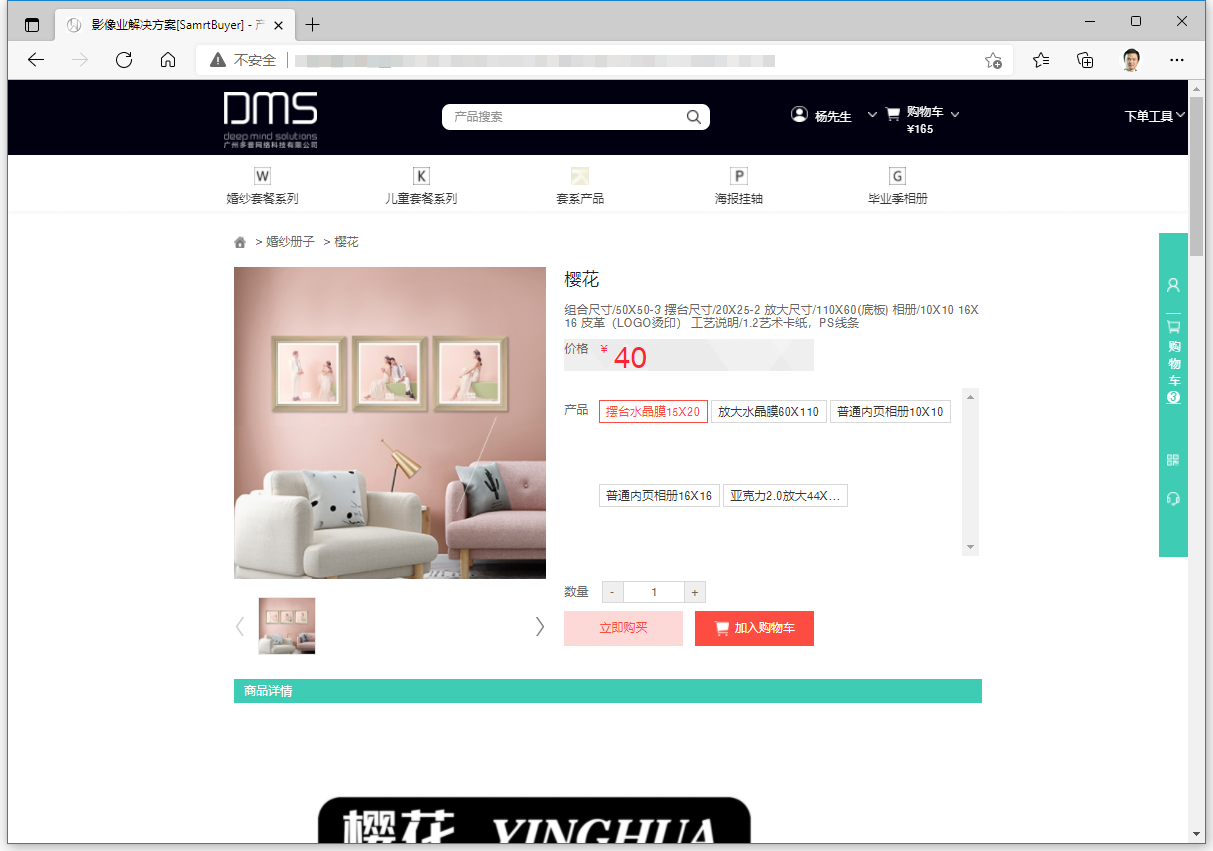 影像业解决方案[SamrtBuyer] - 产
不安全
DMS
deep mind solutions
广州多普网络科技有限公司
产品搜索
杨先生
购物车
¥165
下单工具
W
婚纱套餐系列
K
儿童套餐系列
套系产品
P
海报挂轴
G
毕业季相册
> 婚纱册子 > 樱花
樱花
组合尺寸/50X50-3 摆台尺寸/20X25-2 放大尺寸/110X60(底板) 相册/10X10 16X
16 皮革（LOGO烫印） 工艺说明/1.2艺术卡纸，PS线条
价格 ¥ 40
产品 摆台水晶膜15X20 放大水晶膜60X110 普通内页相册10X10
普通内页相册16X16 亚克力2.0放大44X...
数量 - 1 +
立即购买 加入购物车
购
物
车
3
商品详情
樱花 YINGHUA